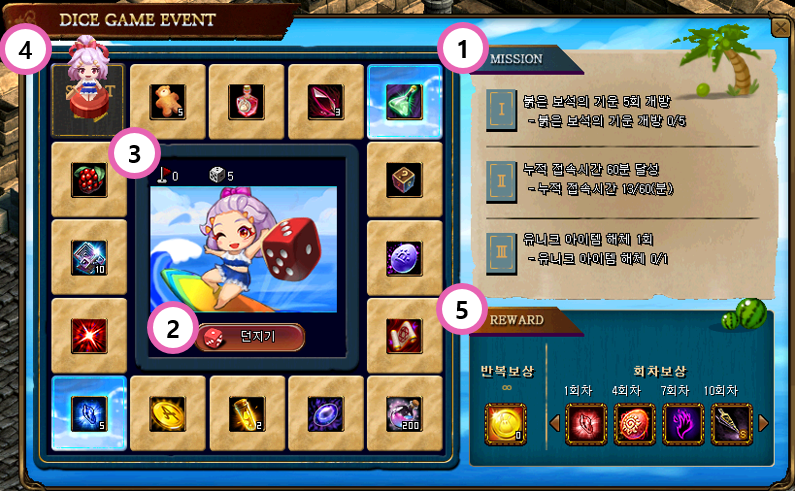 DICE GAME EVENT
4
1
MISSION
I
붉은 보석의 기운 5회 개방
- 붉은 보석의 기운 개방 0/5
II
누적 접속시간 60분 달성
- 누적 접속시간 13/60(분)
III
유니크 아이템 해체 1회
- 유니크 아이템 해체 0/1
5
3
3
0
5
10
2
던지기
5
2
200
5
REWARD
반복보상
∞
회차보상
1회차 4회차 7회차 10회차
0
S